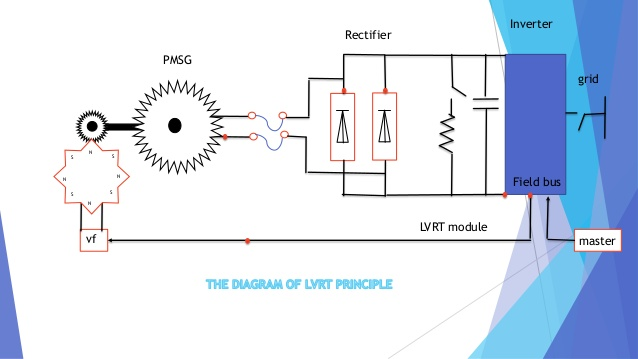 Inverter
Rectifier
PMSG
grid
N
S
S
N
N
S
S
N
Field bus
LVRT module
vf
master
THE DIAGRAM OF LVRT PRINCIPLE